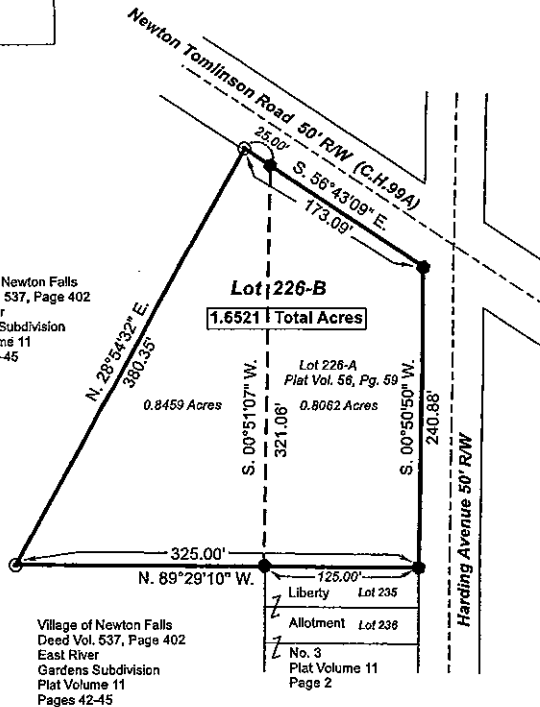 Newton Tomlinson Road 50' R/W (C.H.99A)
25.00'
S. 56°43'09" E.
173.09'
Newton Falls
537, Page 402
r
Subdivision
me 11
-45
N. 28°54'32" E.
380.35'
Lot 226-B
1.6521 Total Acres
Lot 226-A
Plat Vol. 56, Pg. 59
0.8459 Acres
0.8062 Acres
S. 00°51'07" W.
321.06'
S. 00°50'50" W.
240.88'
Harding Avenue 50' R/W
325.00'
N. 89°29'10" W.
125.00'
Liberty Lot 235
Allotment Lot 236
No. 3
Plat Volume 11
Page 2
Village of Newton Falls
Deed Vol. 537, Page 402
East River
Gardens Subdivision
Plat Volume 11
Pages 42-45